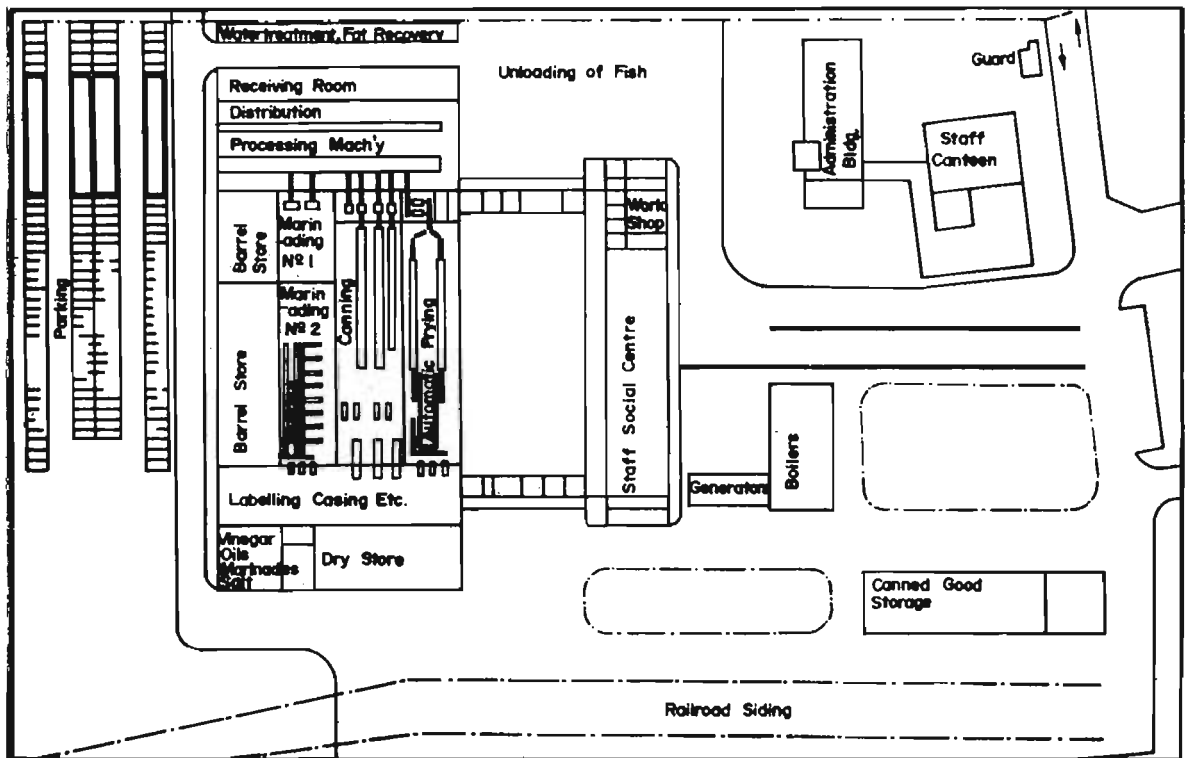 Watertreatment, Fat Recovery
Receiving Room
Distribution
Processing Mach'y
Unloading of Fish
Administration
Bldg.
Guard
Staff
Canteen
Work
Shop
Parking
Barrel
Store
Marin
-ading
Nº 1
Marin
-ading
Nº 2
Canning
Automatic Frying
Barrel Store
Staff Social Centre
Labelling Casing Etc.
Vinegar
Oils
Marinades
Salt
Dry Store
Generators
Boilers
Canned Good
Storage
Railroad Siding